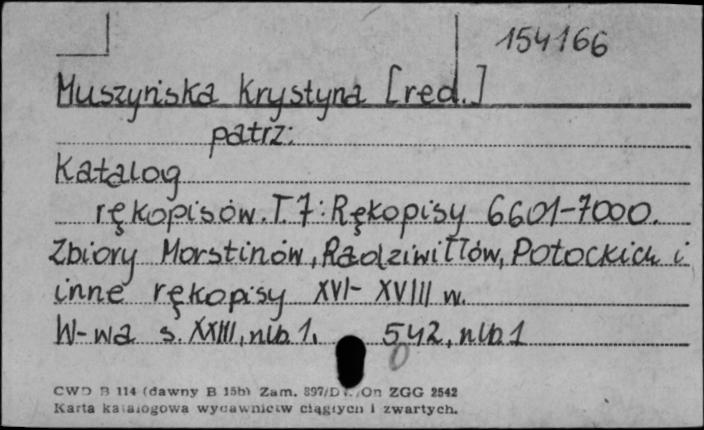 154166
Muszyńska Krystyna [red.]
patrz:
Katalog
rękopisów. T. 7: Rękopisy 6601-7000.
Zbiory Morstinów, Radziwiłłów, Potockich i
inne rękopisy XVI- XVIII w.
W-wa s. XXIII, nlb. 1. 542, nlb 1
0
CWD B 114 (dawny B 15b) Zam. 897/D ZGG 2542
Karta katalogowa wydawnictw ciągłych i zwartych.